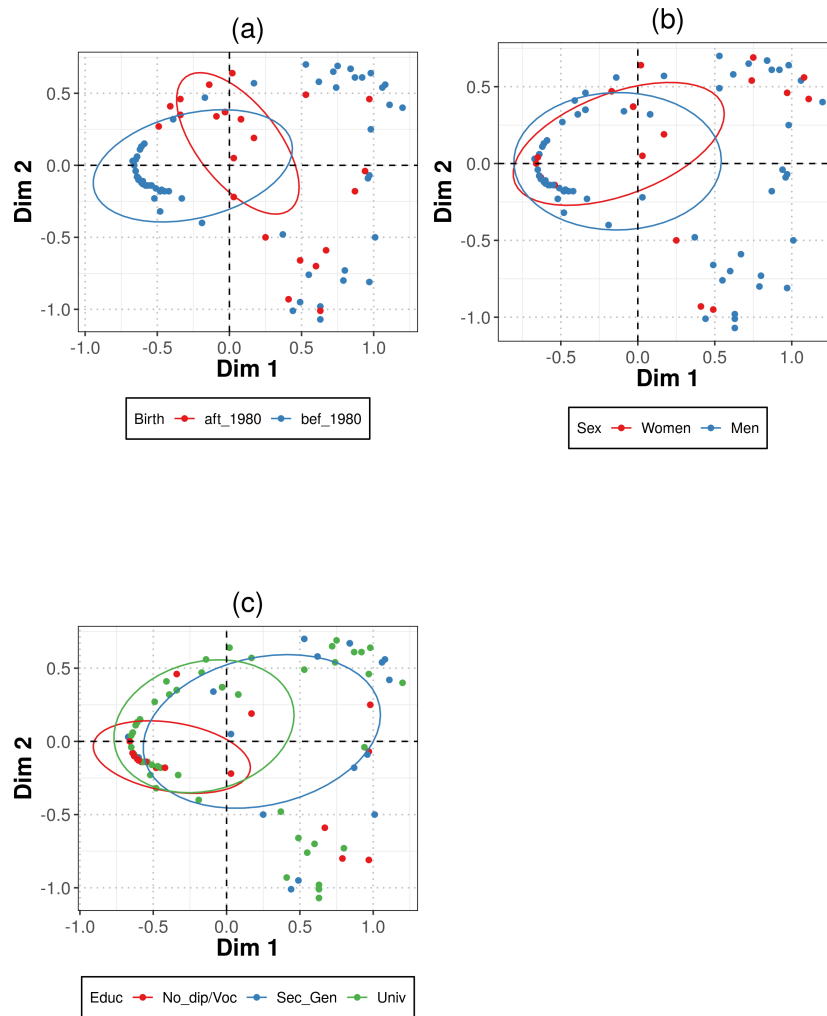 (a)
Dim 2
0.5
0.0
-0.5
-1.0
-1.0 -0.5 0.0 0.5 1.0
Dim 1
Birth aft_1980 bef_1980
(b)
Dim 2
0.5
0.0
-0.5
-1.0
-0.5 0.0 0.5 1.0
Dim 1
Sex Women Men
(c)
Dim 2
0.5
0.0
-0.5
-1.0
-1.0 -0.5 0.0 0.5 1.0
Dim 1
Educ No_dip/Voc Sec_Gen Univ